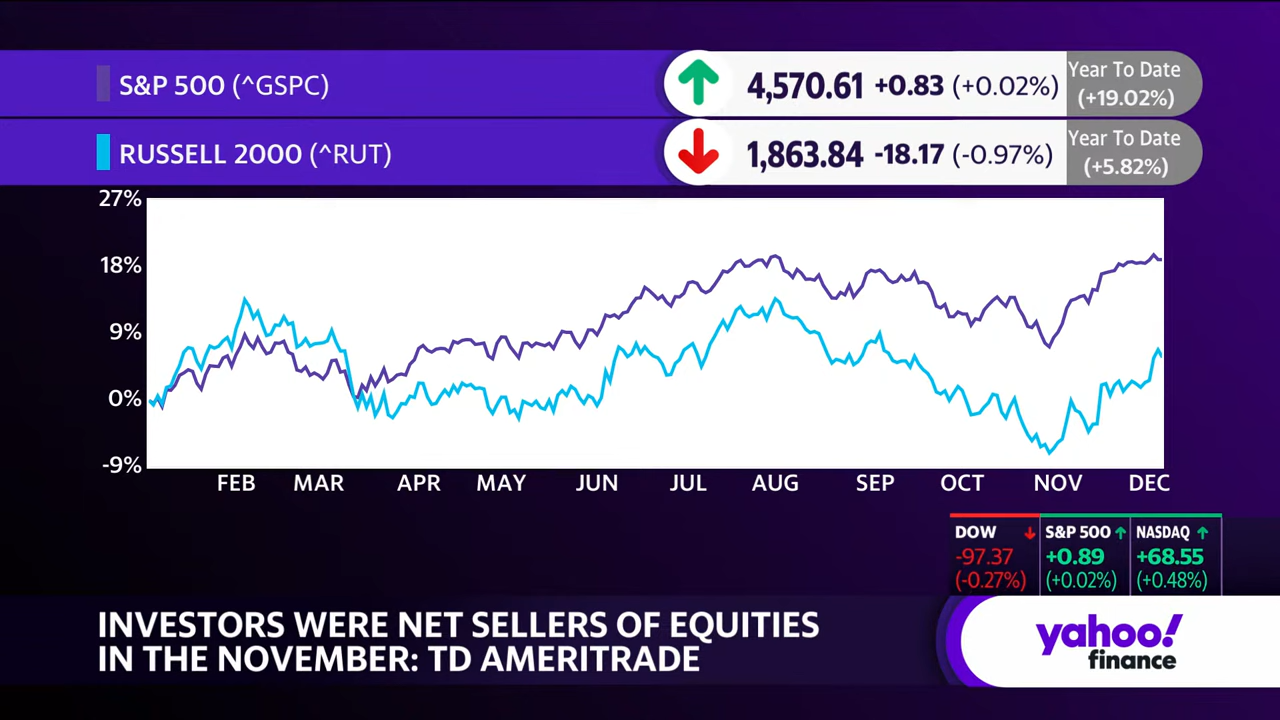 S&P 500 (^GSPC)
4,570.61 +0.83 (+0.02%)
Year To Date
(+19.02%)
RUSSELL 2000 (^RUT)
1,863.84 -18.17 (-0.97%)
Year To Date
(+5.82%)
27%
18%
9%
0%
-9%
FEB MAR APR MAY JUN JUL AUG SEP OCT NOV DEC
DOW
-97.37
(-0.27%)
S&P 500
+0.89
(+0.02%)
NASDAQ
+68.55
(+0.48%)
INVESTORS WERE NET SELLERS OF EQUITIES
IN THE NOVEMBER: TD AMERITRADE
yahoo!
finance